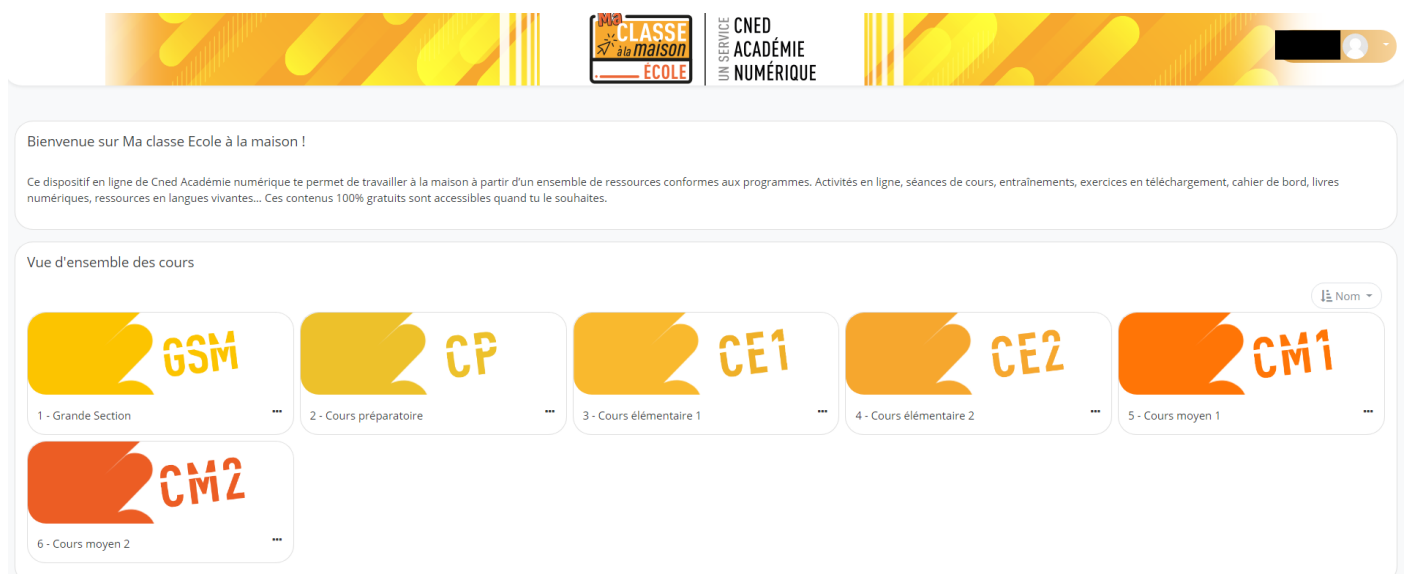 Ma
CLASSE
à la maison
ÉCOLE
UN SERVICE
CNED
ACADÉMIE
NUMÉRIQUE
Bienvenue sur Ma classe Ecole à la maison !
Ce dispositif en ligne de Cned Académie numérique te permet de travailler à la maison à partir d'un ensemble de ressources conformes aux programmes. Activités en ligne, séances de cours, entraînements, exercices en téléchargement, cahier de bord, livres
numériques, ressources en langues vivantes... Ces contenus 100% gratuits sont accessibles quand tu le souhaites.
Vue d'ensemble des cours
Nom
GSM
CP
CE1
CE2
CM1
1 - Grande Section
2 - Cours préparatoire
3 - Cours élémentaire 1
4 - Cours élémentaire 2
5 - Cours moyen 1
CM2
6 - Cours moyen 2